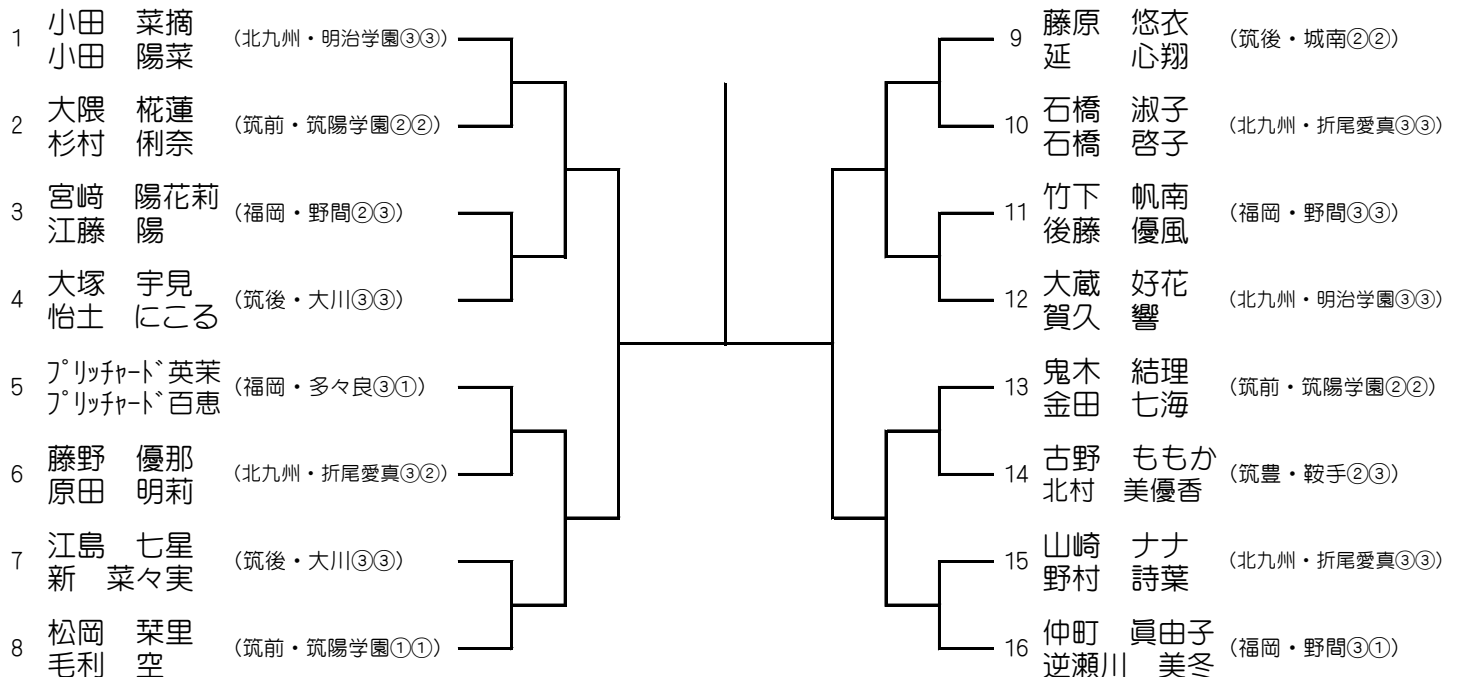 1 小田 菜摘 (北九州・明治学園③③)
小田 陽菜
2 大隈 椛蓮 (筑前・筑陽学園②②)
杉村 俐奈
3 宮﨑 陽花莉 (福岡・野間②③)
江藤 陽
4 大塚 宇見 (筑後・大川③③)
怡土 にこる
5 ﾌﾟﾘｯﾁｬｰﾄﾞ英茉 (福岡・多々良③①)
ﾌﾟﾘｯﾁｬｰﾄﾞ百恵
6 藤野 優那 (北九州・折尾愛真③②)
原田 明莉
7 江島 七星 (筑後・大川③③)
新 菜々実
8 松岡 栞里 (筑前・筑陽学園①①)
毛利 空
9 藤原 悠衣 (筑後・城南②②)
延 心翔
10 石橋 淑子 (北九州・折尾愛真③③)
石橋 啓子
11 竹下 帆南 (福岡・野間③③)
後藤 優風
12 大蔵 好花 (北九州・明治学園③③)
賀久 響
13 鬼木 結理 (筑前・筑陽学園②②)
金田 七海
14 古野 ももか (筑豊・鞍手②③)
北村 美優香
15 山崎 ナナ (北九州・折尾愛真③③)
野村 詩葉
16 仲町 眞由子 (福岡・野間③①)
逆瀬川 美冬